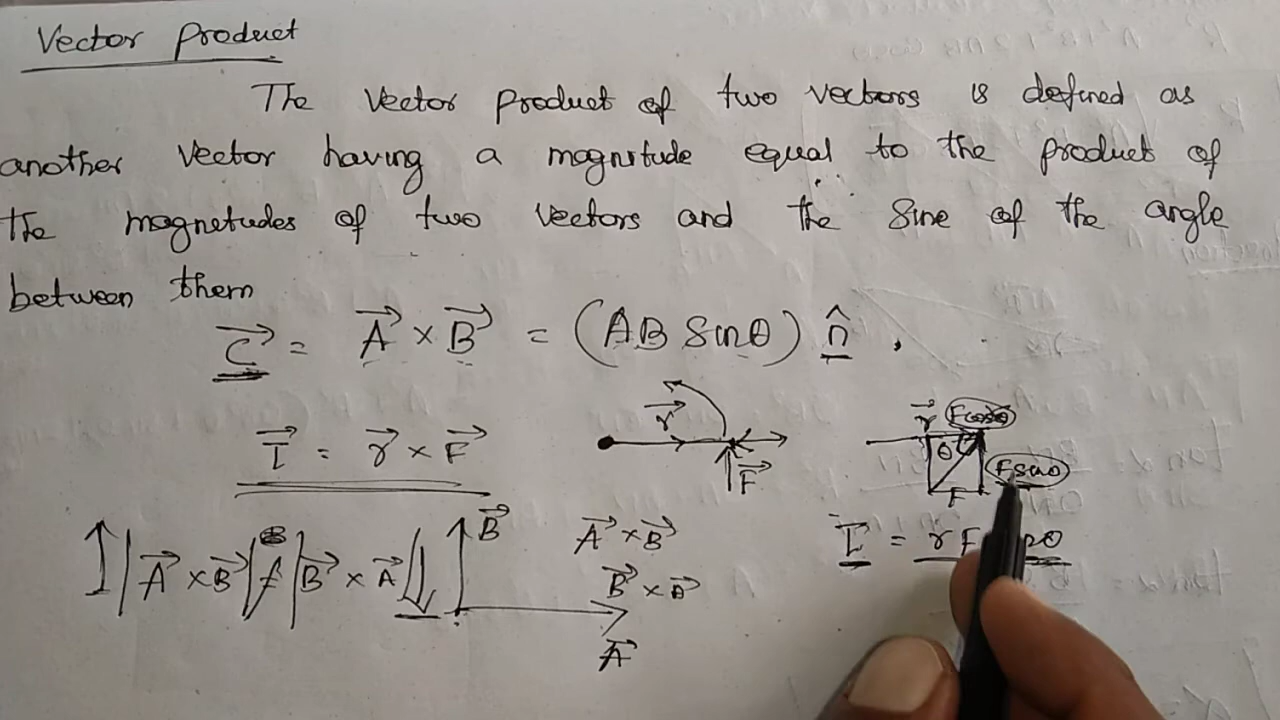 Vector Product
The Vector product of two vectors is defined as
another Vector having a magnitude equal to the product of
the magnetudes of two Vectors and the Sine of the angle
between them
C = A × B = (AB Sinθ) n̂ .
τ = r × F
r
F
r Fcosθ
θ
Fsinθ
F
|A × B| |B × A|
B
A × B
B × A
A
τ = r F